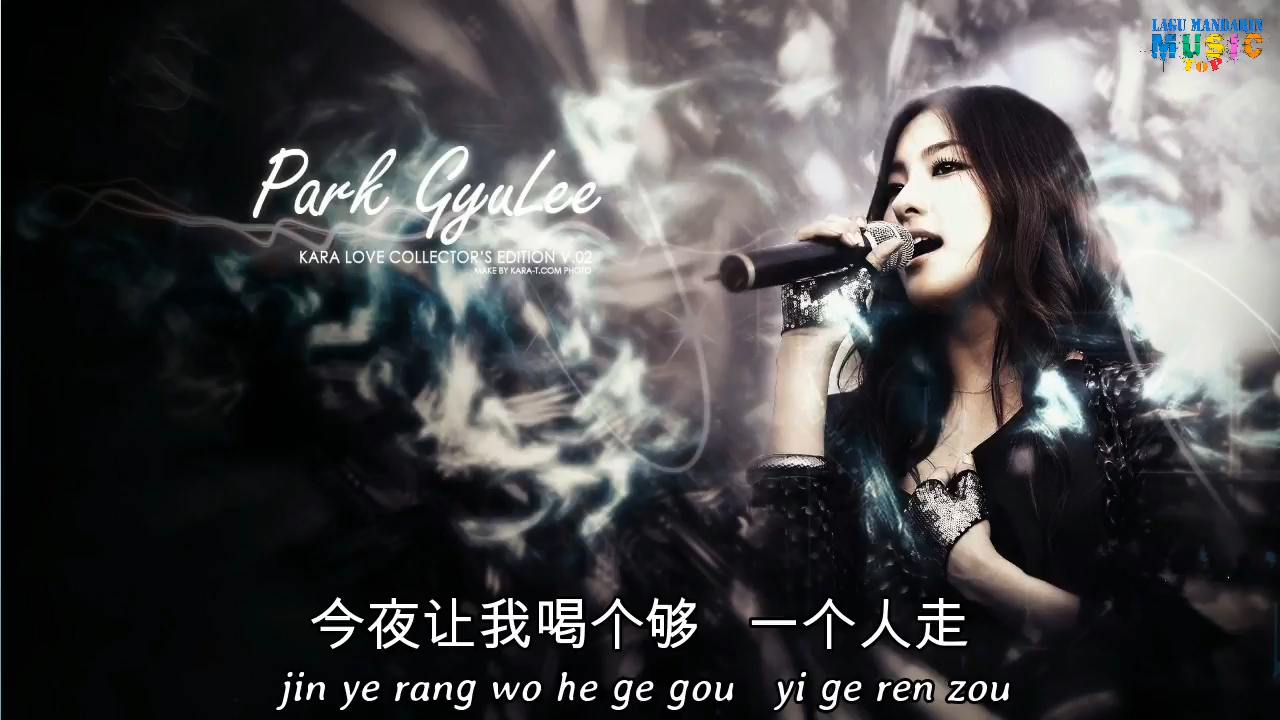 LAGU MANDARIN
MUSIC
TOP
Park GyuLee
KARA LOVE COLLECTOR'S EDITION V.02
MAKE BY KARA-T.COM PHOTO
今夜让我喝个够 一个人走
jin ye rang wo he ge gou yi ge ren zou